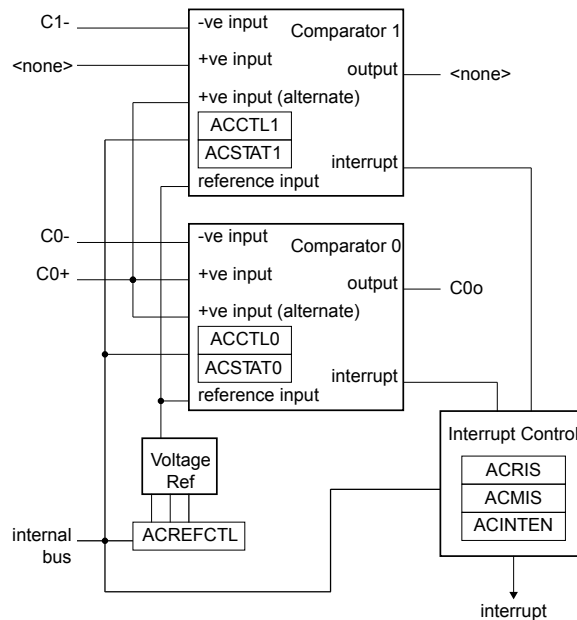 C1-
-ve input
Comparator 1
<none>
+ve input
output
<none>
+ve input (alternate)
ACCTL1
ACSTAT1
interrupt
reference input
C0-
-ve input
Comparator 0
C0+
+ve input
output
C0o
+ve input (alternate)
ACCTL0
ACSTAT0
interrupt
reference input
Voltage
Ref
Interrupt Control
ACRIS
ACMIS
ACINTEN
internal
bus
ACREFCTL
interrupt